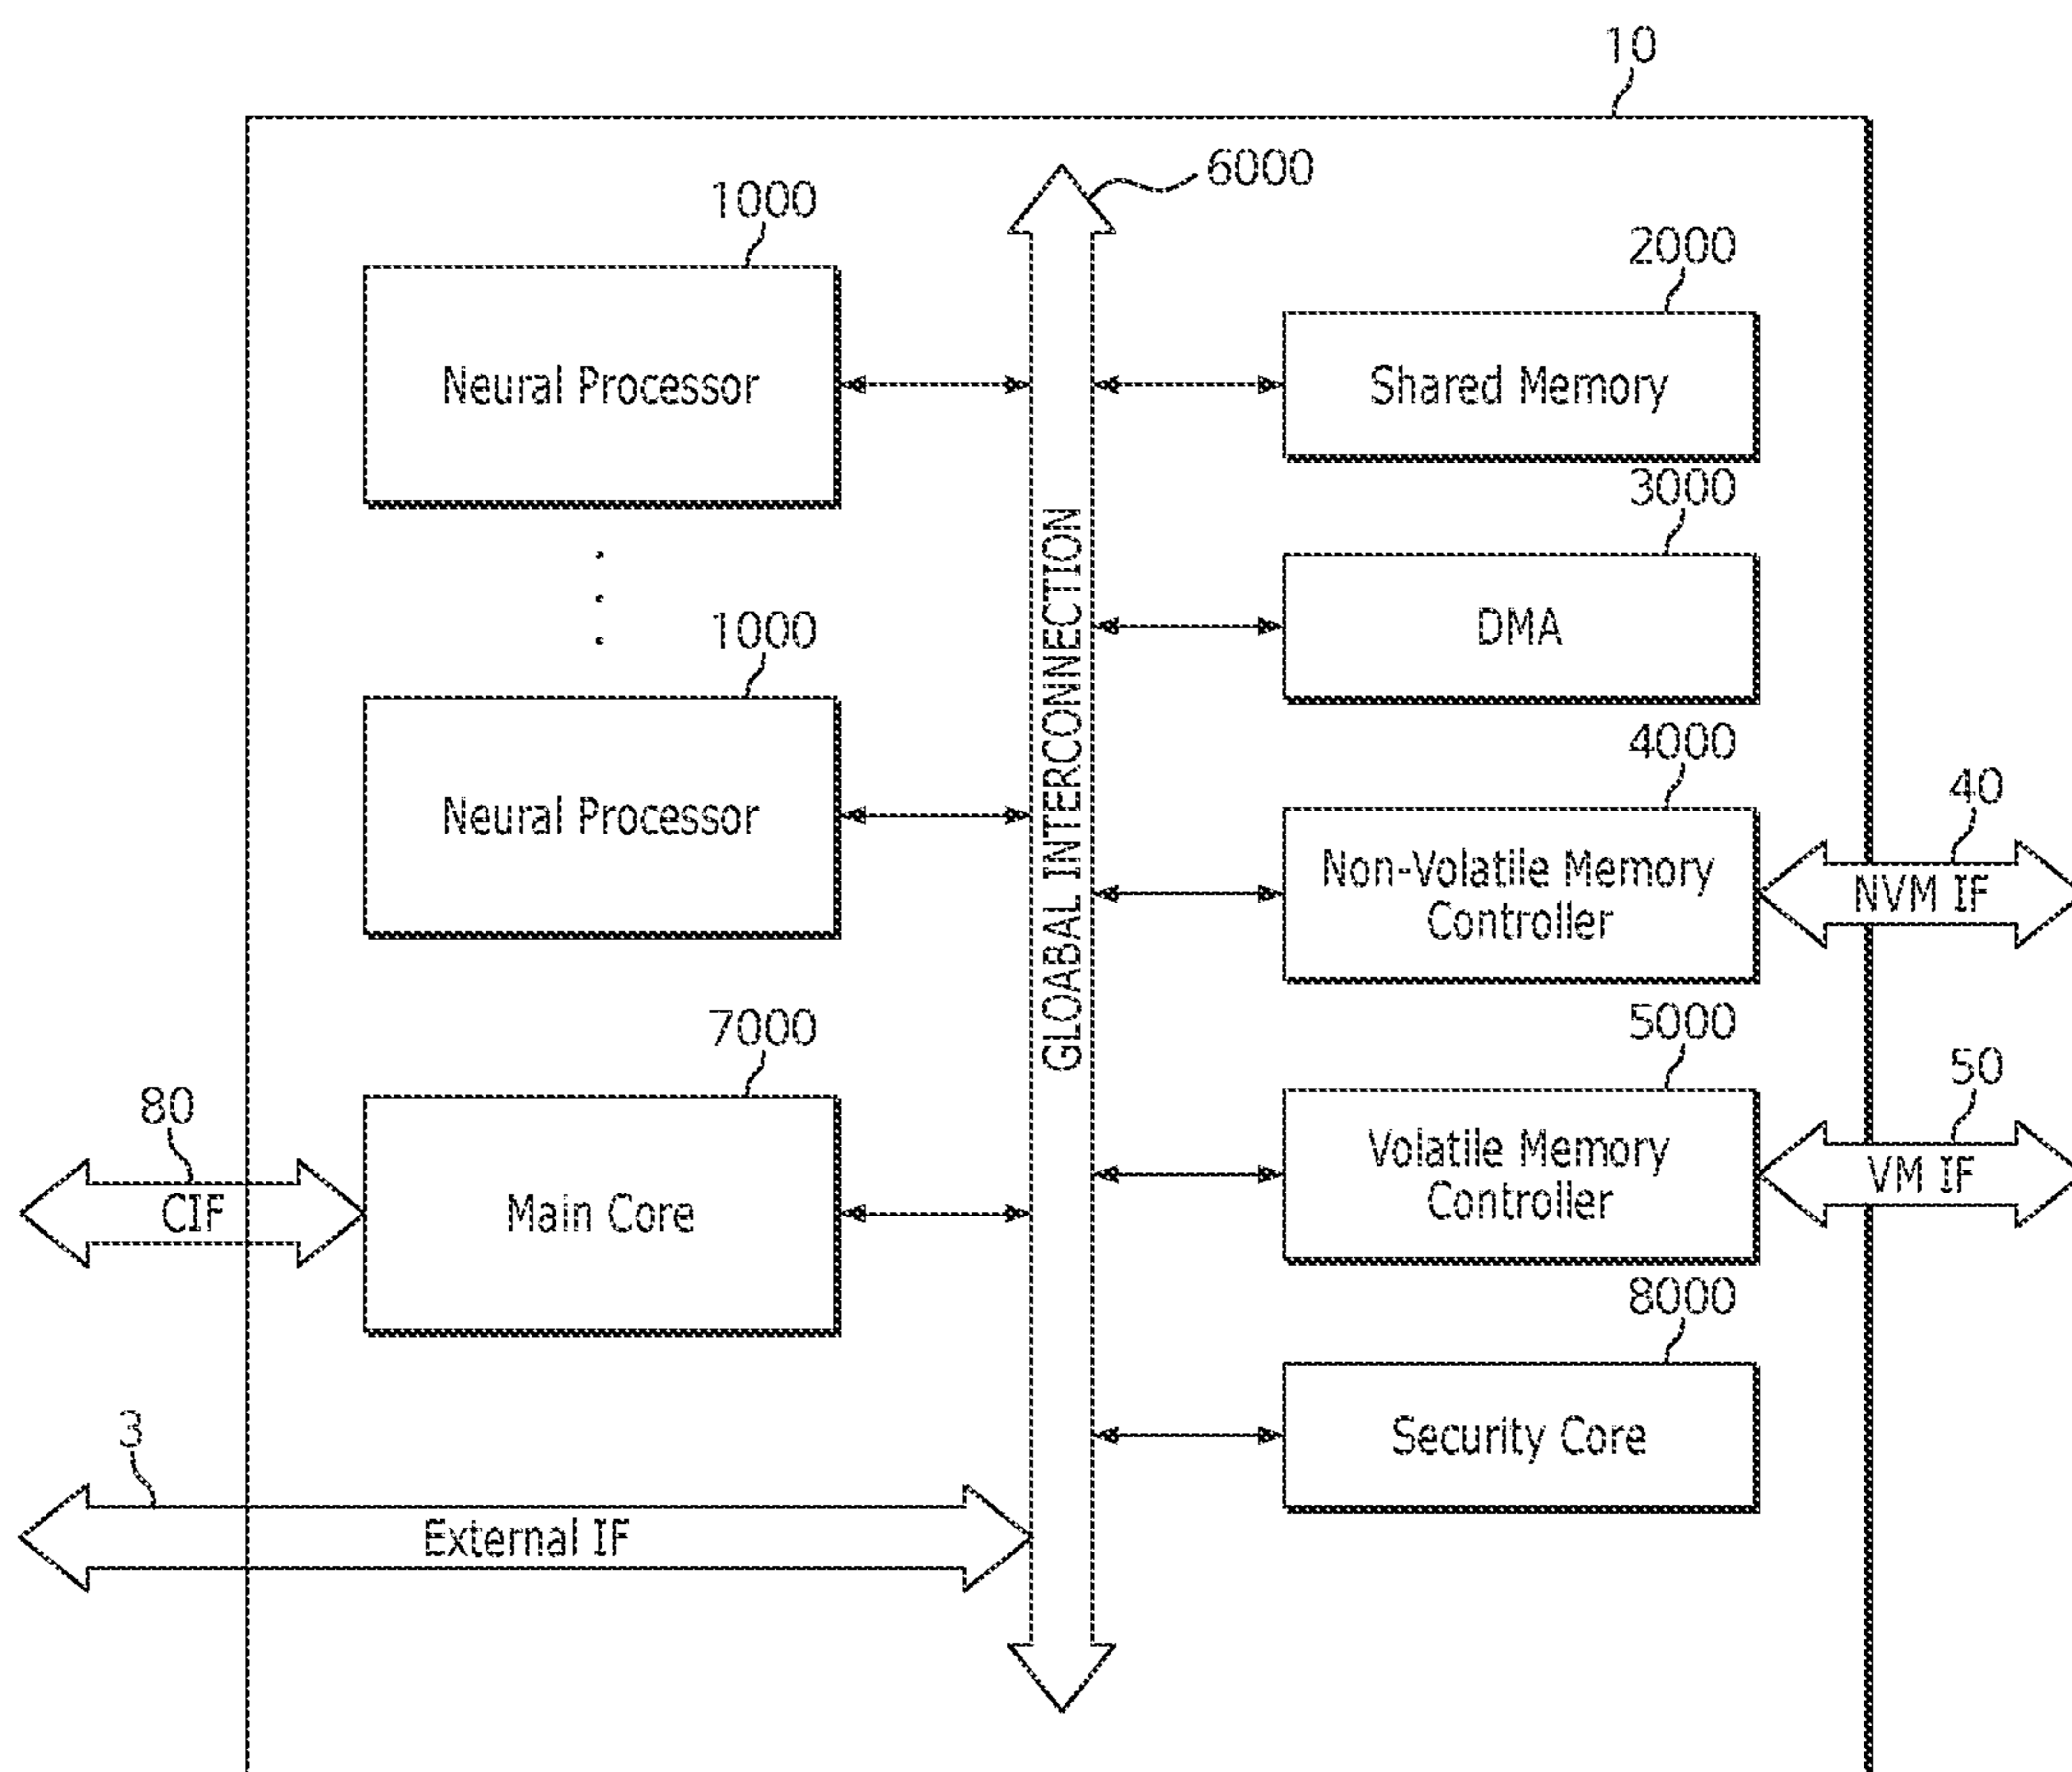 10
6000
1000
Neural Processor
2000
Shared Memory
3000
DMA
1000
Neural Processor
GLOABAL INTERCONNECTION
4000
Non-Volatile Memory
Controller
40
NVM IF
7000
Main Core
80
CIF
5000
Volatile Memory
Controller
50
VM IF
8000
Security Core
3
External IF